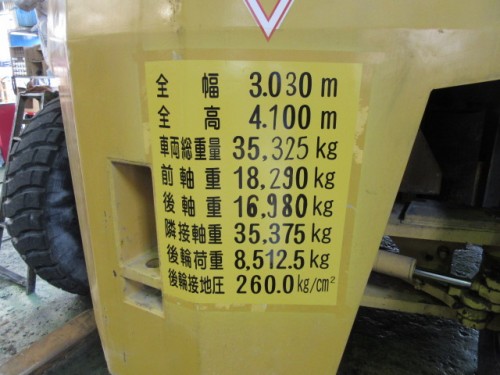 全幅 3.030 m
全高 4.100 m
車両総重量 35,325 kg
前軸重 18,290 kg
後軸重 16,980 kg
隣接軸重 35,375 kg
後輪荷重 8,512.5 kg
後輪接地圧 260.0 kg/cm²